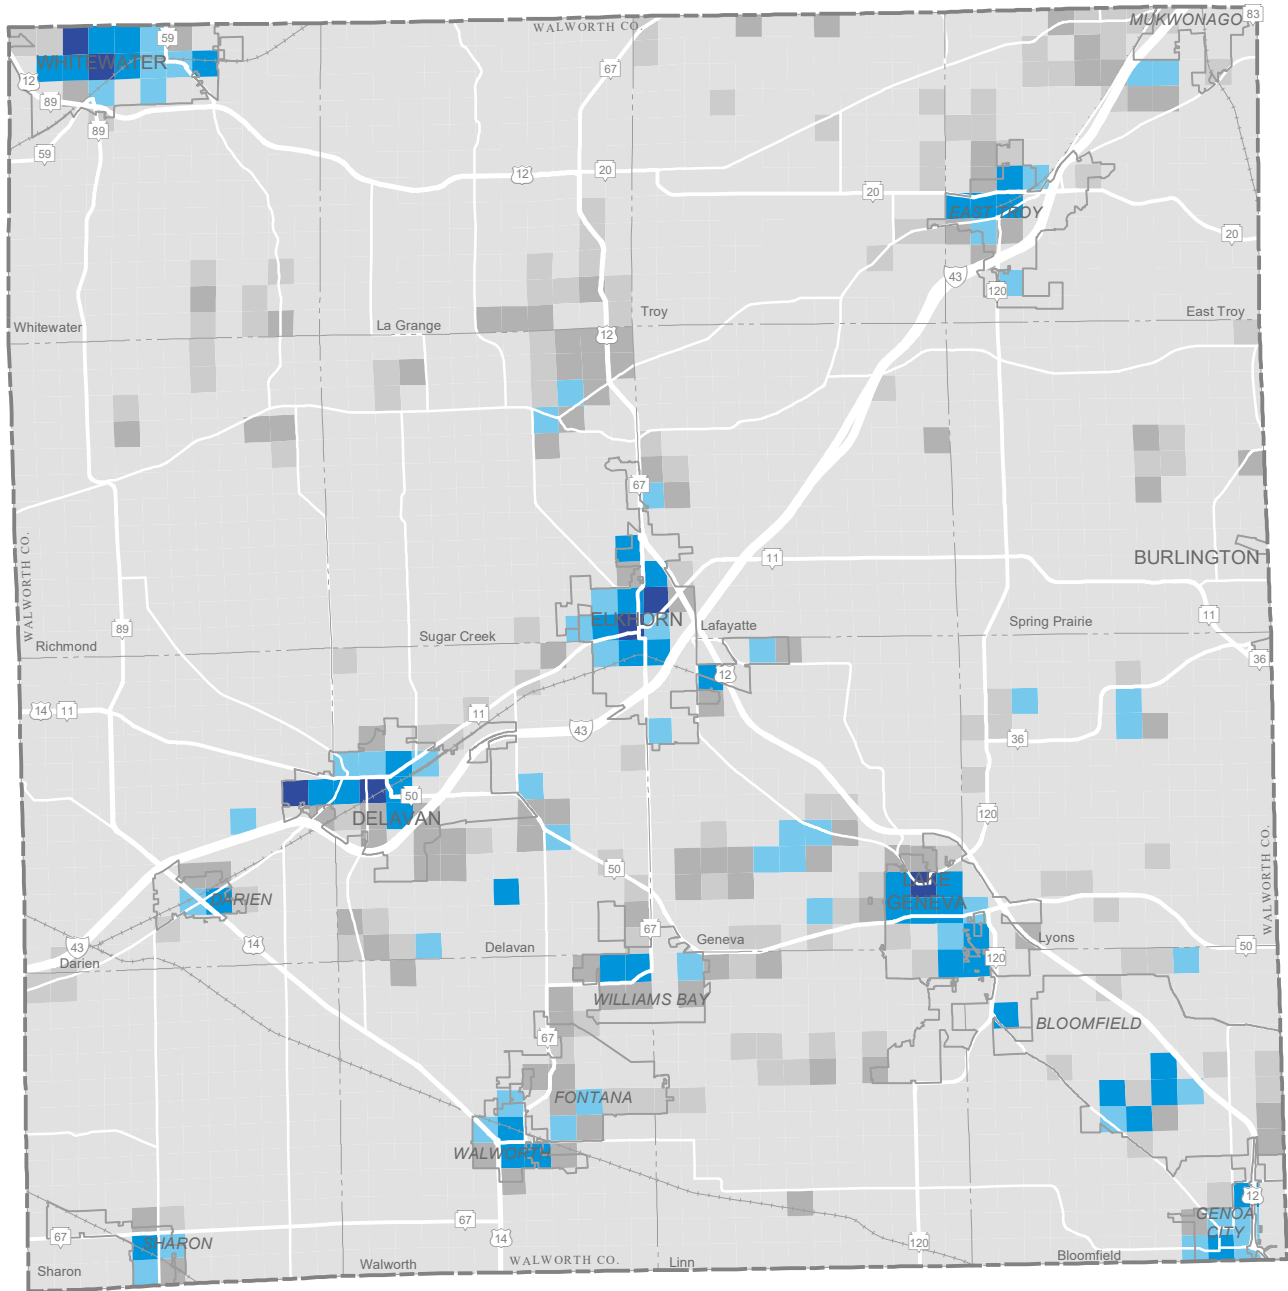 WALWORTH CO.
83
MUKWONAGO
59
WHITEWATER
67
12
89
89
59
12
20
20
EAST TROY
20
43
120
Whitewater
La Grange
Troy
12
East Troy
67
WALWORTH CO.
11
BURLINGTON
ELKHORN
11
89
Richmond
Sugar Creek
Lafayatte
Spring Prairie
36
12
14
11
11
43
36
50
DELAVAN
120
WALWORTH CO.
50
LAKE
GENEVA
DARIEN
67
43
14
Delavan
Geneva
Lyons
50
Darien
120
WILLIAMS BAY
BLOOMFIELD
67
FONTANA
WALWORTH
12
67
GENOA
CITY
67
SHARON
14
120
Sharon
Walworth
WALWORTH CO.
Linn
Bloomfield